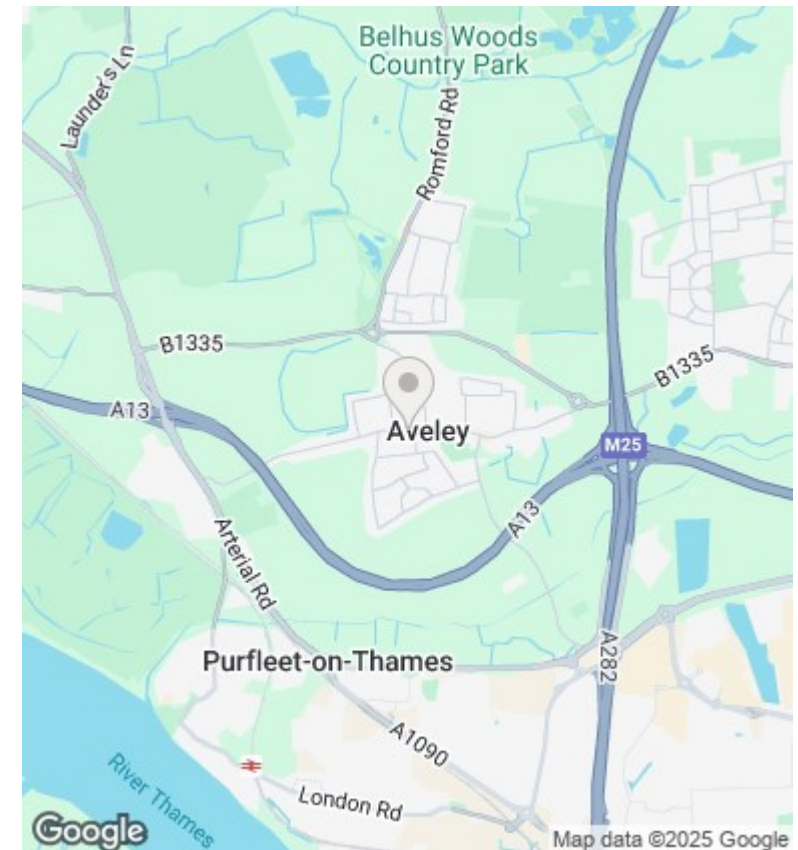 Belhus Woods
Country Park
Launder's Ln
Romford Rd
B1335
B1335
A13
Aveley
M25
A13
Arterial Rd
Purfleet-on-Thames
A282
A1090
River Thames
London Rd
Google
Map data ©2025 Google